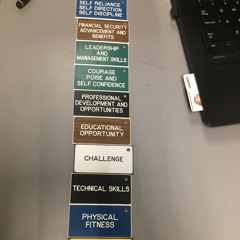 SELF RELIANCE
SELF DIRECTION
SELF DISCIPLINE
FINANCIAL SECURITY
ADVANCEMENT AND
BENEFITS
LEADERSHIP
AND
MANAGEMENT SKILLS
COURAGE
POISE AND
SELF CONFIDENCE
PROFESSIONAL
DEVELOPMENT AND
OPPORTUNITIES
EDUCATIONAL
OPPORTUNITY
CHALLENGE
TECHNICAL SKILLS
PHYSICAL
FITNESS